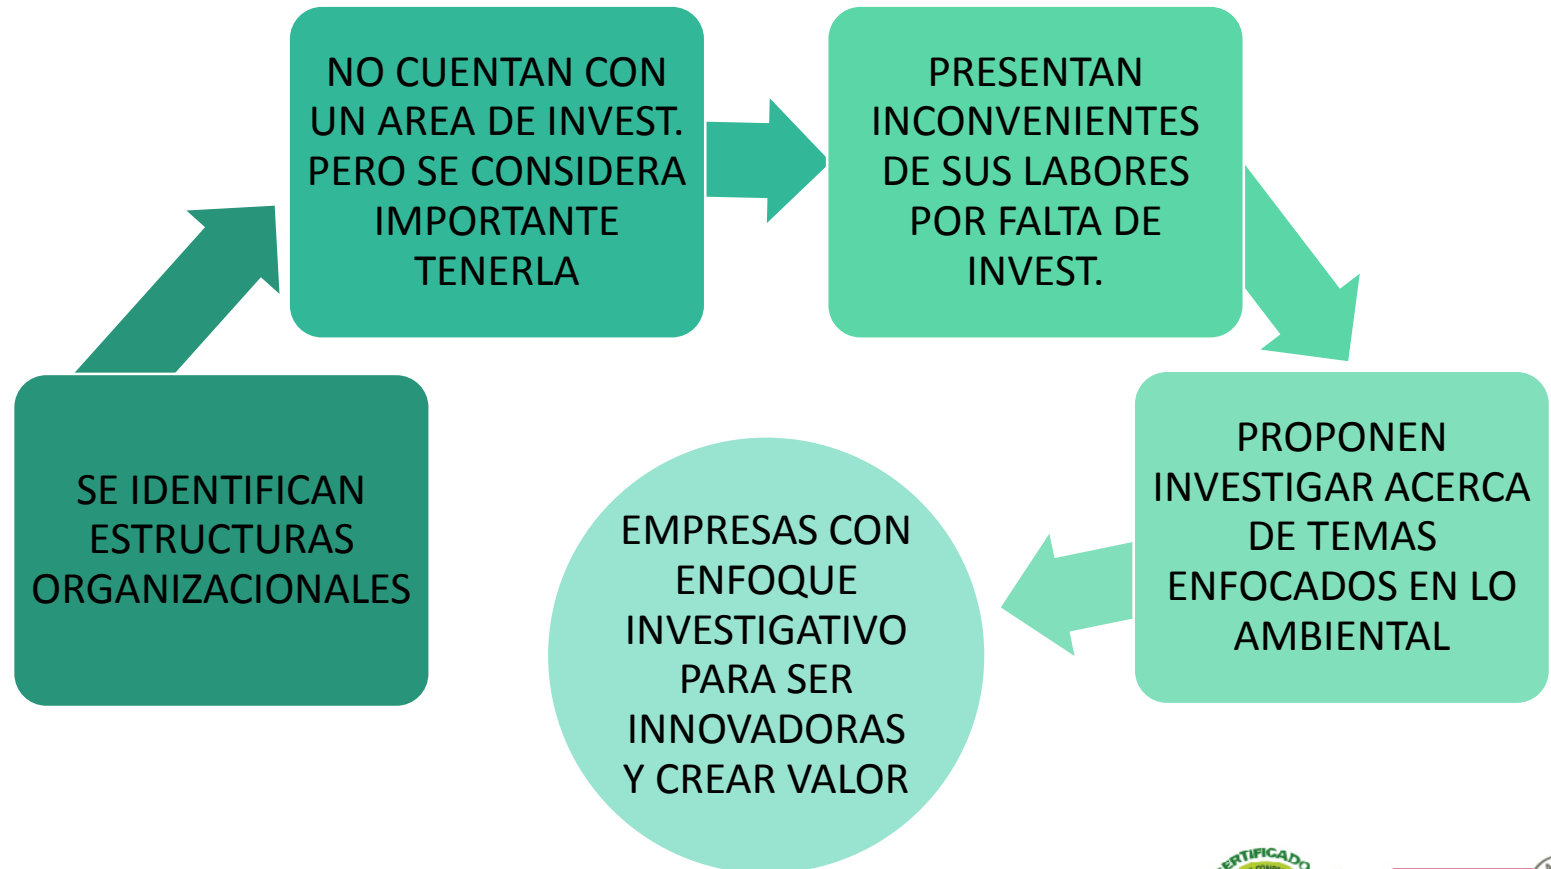 NO CUENTAN CON
UN AREA DE INVEST.
PERO SE CONSIDERA
IMPORTANTE
TENERLA
PRESENTAN
INCONVENIENTES
DE SUS LABORES
POR FALTA DE
INVEST.
SE IDENTIFICAN
ESTRUCTURAS
ORGANIZACIONALES
EMPRESAS CON
ENFOQUE
INVESTIGATIVO
PARA SER
INNOVADORAS
Y CREAR VALOR
PROPONEN
INVESTIGAR ACERCA
DE TEMAS
ENFOCADOS EN LO
AMBIENTAL